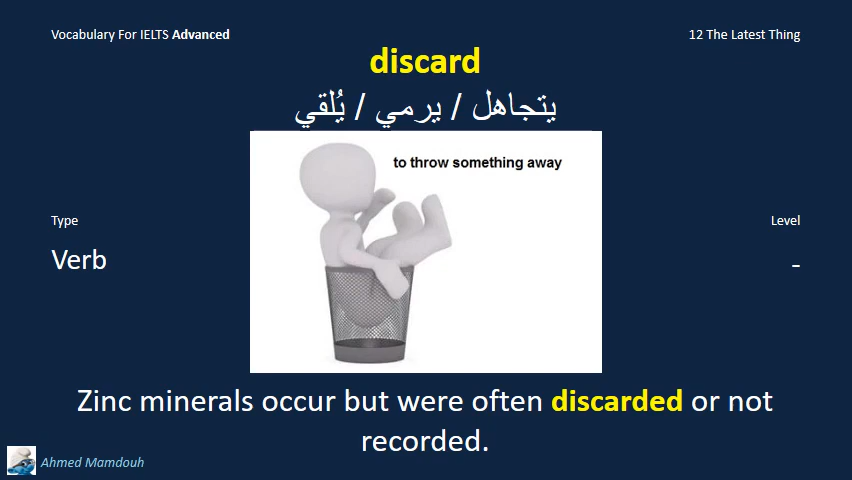 Vocabulary For IELTS Advanced
12 The Latest Thing
discard
يتجاهل / يرمي / يُلقي
to throw something away
Type
Level
Verb
-
Zinc minerals occur but were often discarded or not
recorded.
Ahmed Mamdouh